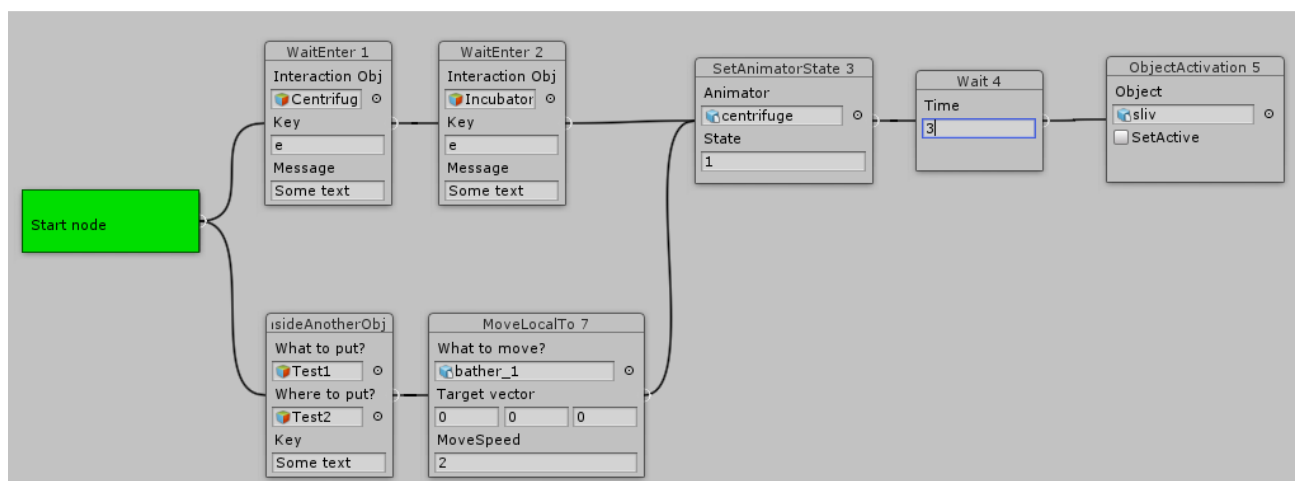 Start node
WaitEnter 1
Interaction Obj
Centrifug
Key
e
Message
Some text
WaitEnter 2
Interaction Obj
Incubator
Key
e
Message
Some text
SetAnimatorState 3
Animator
centrifuge
State
1
Wait 4
Time
3
ObjectActivation 5
Object
sliv
SetActive
sideAnotherObj
What to put?
Test1
Where to put?
Test2
Key
Some text
MoveLocalTo 7
What to move?
bather_1
Target vector
0 0 0
MoveSpeed
2